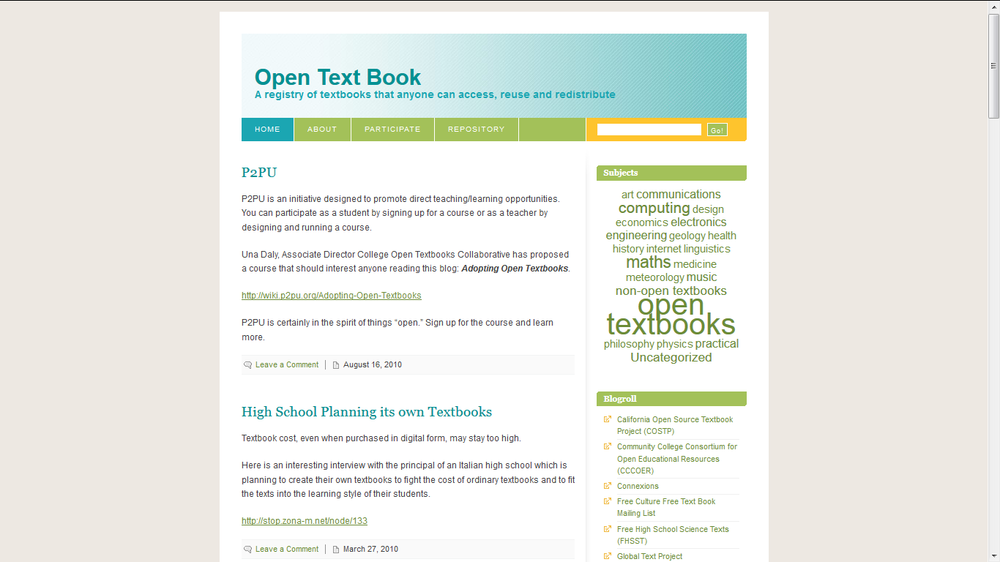 Open Text Book
A registry of textbooks that anyone can access, reuse and redistribute
HOME ABOUT PARTICIPATE REPOSITORY Go!
P2PU
P2PU is an initiative designed to promote direct teaching/learning opportunities.
You can participate as a student by signing up for a course or as a teacher by
designing and running a course.
Una Daly, Associate Director College Open Textbooks Collaborative has proposed
a course that should interest anyone reading this blog: Adopting Open Textbooks.
http://wiki.p2pu.org/Adopting-Open-Textbooks
P2PU is certainly in the spirit of things “open.” Sign up for the course and learn
more.
Leave a Comment August 16, 2010
High School Planning its own Textbooks
Textbook cost, even when purchased in digital form, may stay too high.
Here is an interesting interview with the principal of an Italian high school which is
planning to create their own textbooks to fight the cost of ordinary textbooks and to fit
the texts into the learning style of their students.
http://stop.zona-m.net/node/133
Leave a Comment March 27, 2010
Subjects
art communications
computing design
economics electronics
engineering geology health
history internet linguistics
maths medicine
meteorology music
non-open textbooks
open
textbooks
philosophy physics practical
Uncategorized
Blogroll
California Open Source Textbook
Project (COSTP)
Community College Consortium for
Open Educational Resources
(CCCOER)
Connexions
Free Culture Free Text Book
Mailing List
Free High School Science Texts
(FHSST)
Global Text Project